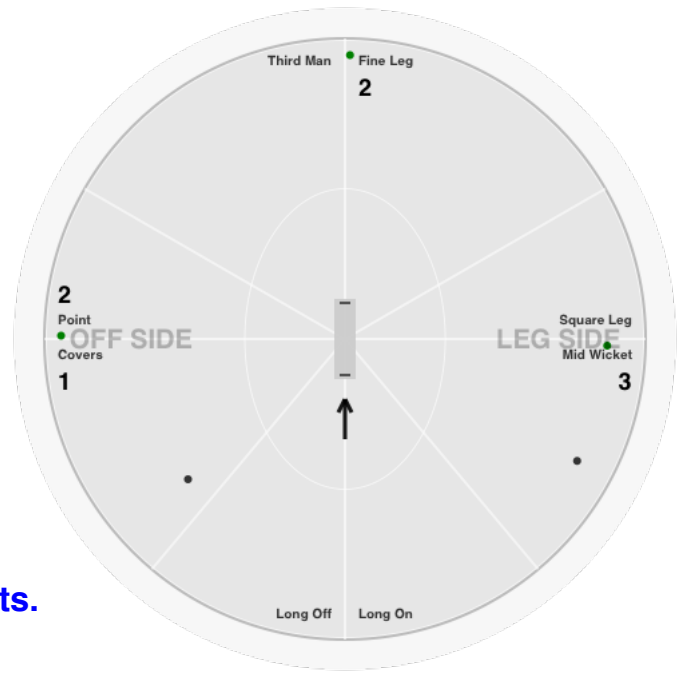 Third Man
Fine Leg
2
2
Point
OFF SIDE
Covers
1
Square Leg
LEG SIDE
Mid Wicket
3
ts.
Long Off
Long On